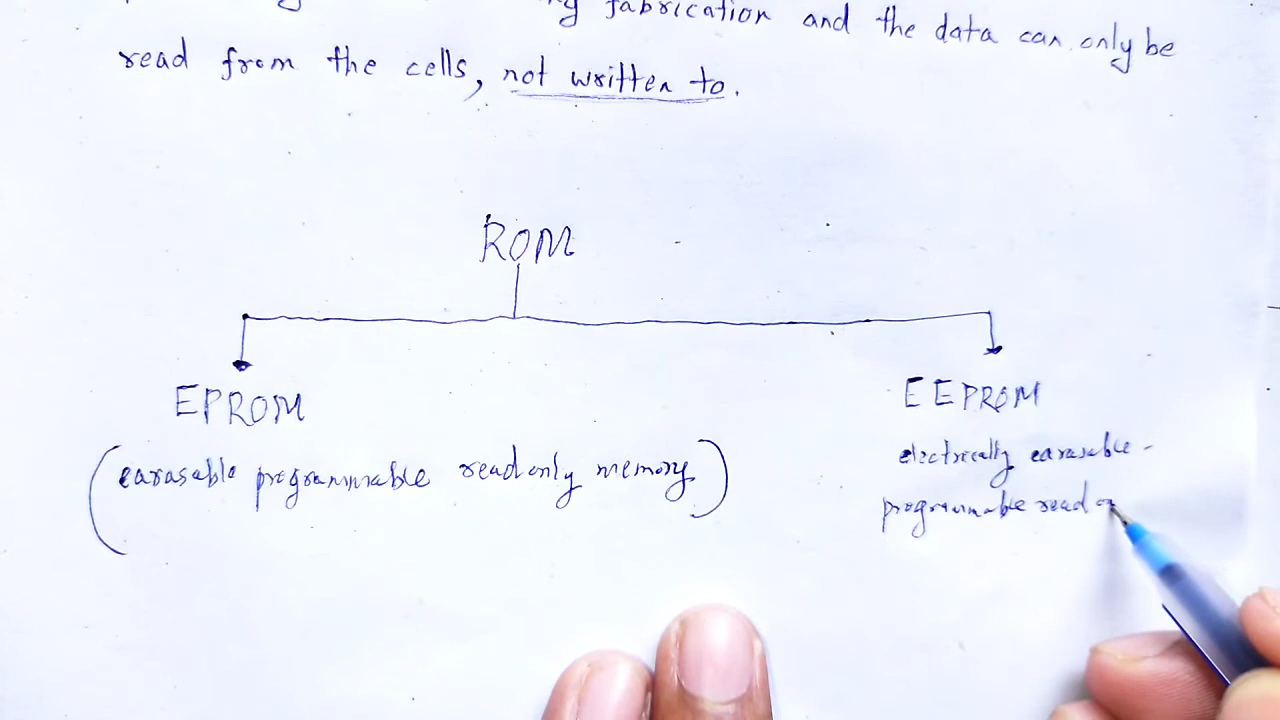 fabrication and the data can only be
read from the cells, not written to.
ROM
EPROM
EEPROM
(earasable programmable read only memory)
electrically earasable -
programmable read o